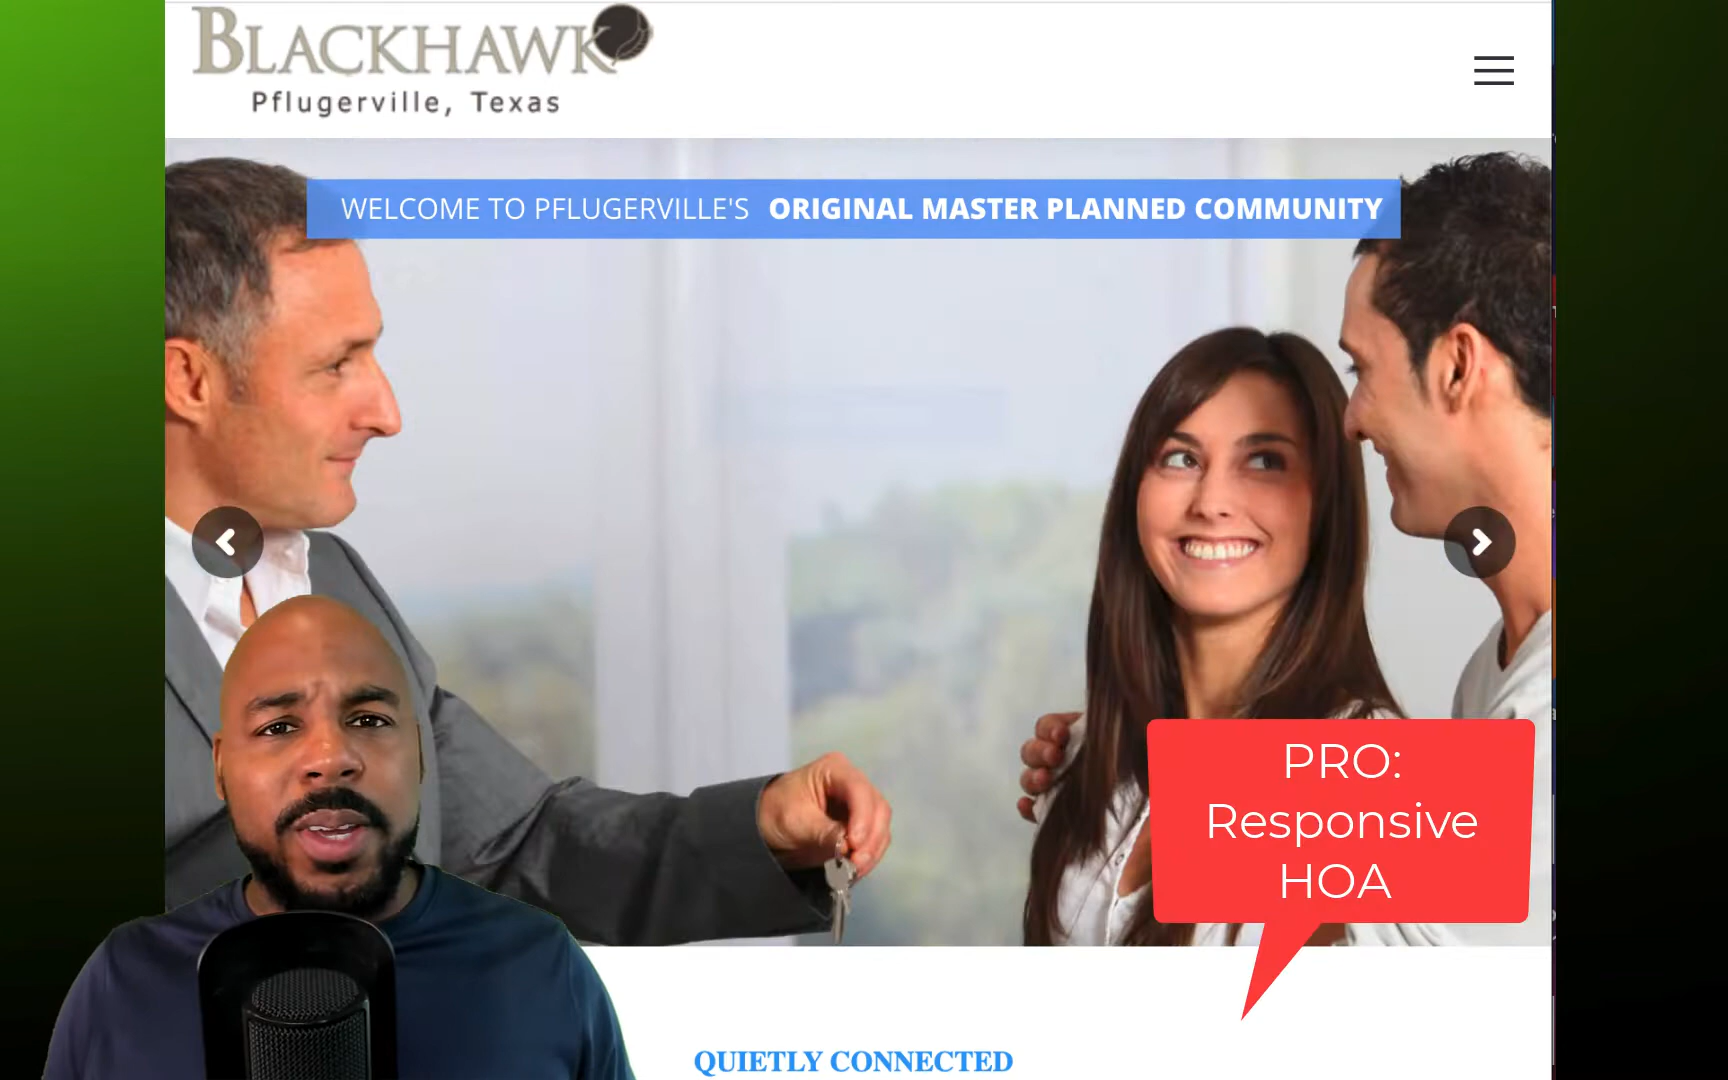 BLACKHAWK
Pflugerville, Texas
WELCOME TO PFLUGERVILLE'S ORIGINAL MASTER PLANNED COMMUNITY
PRO:
Responsive
HOA
QUIETLY CONNECTED